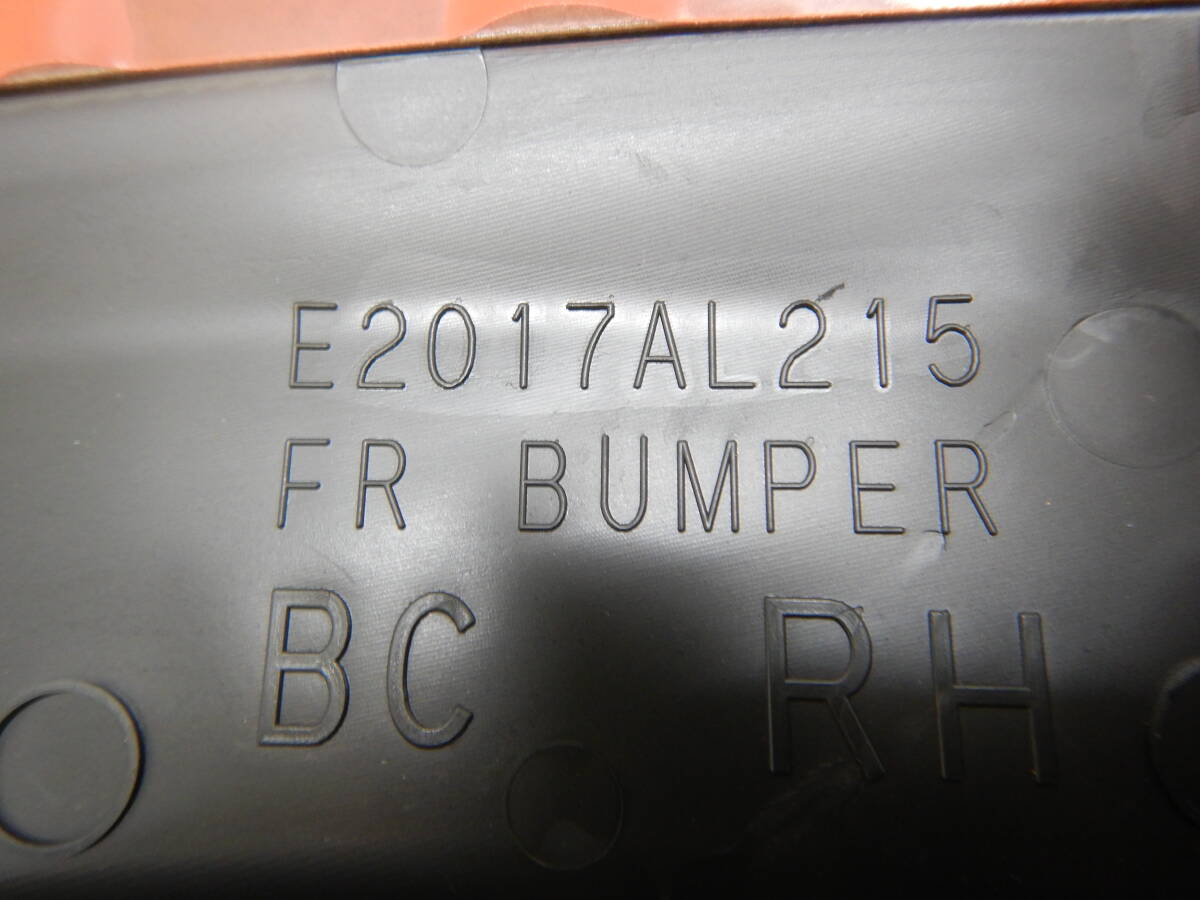 E2017AL215
FR BUMPER
BC RH